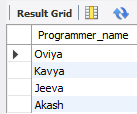 Result Grid
Programmer_name
Oviya
Kavya
Jeeva
Akash